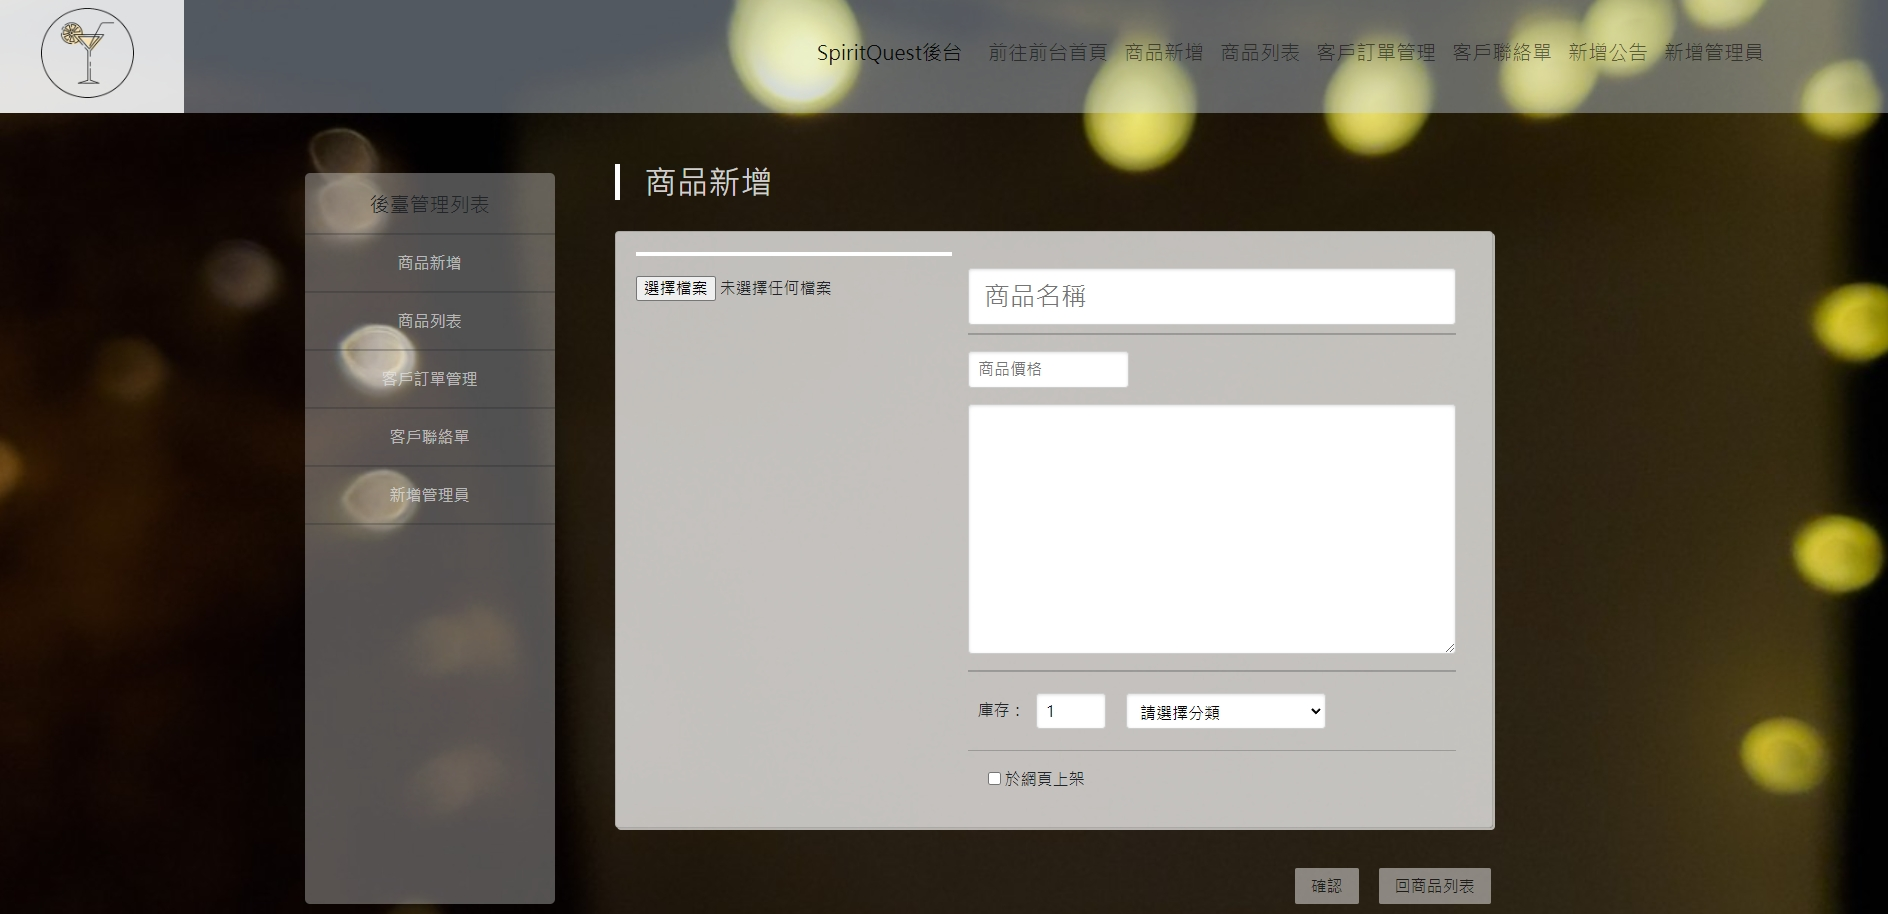 SpiritQuest後台 前往前台首頁 商品新增 商品列表 客戶訂單管理 客戶聯絡單 新增公告 新增管理員
後臺管理列表
商品新增
商品列表
客戶訂單管理
客戶聯絡單
新增管理員
商品新增
選擇檔案 未選擇任何檔案
商品名稱
商品價格
庫存： 1 請選擇分類
於網頁上架
確認 回商品列表